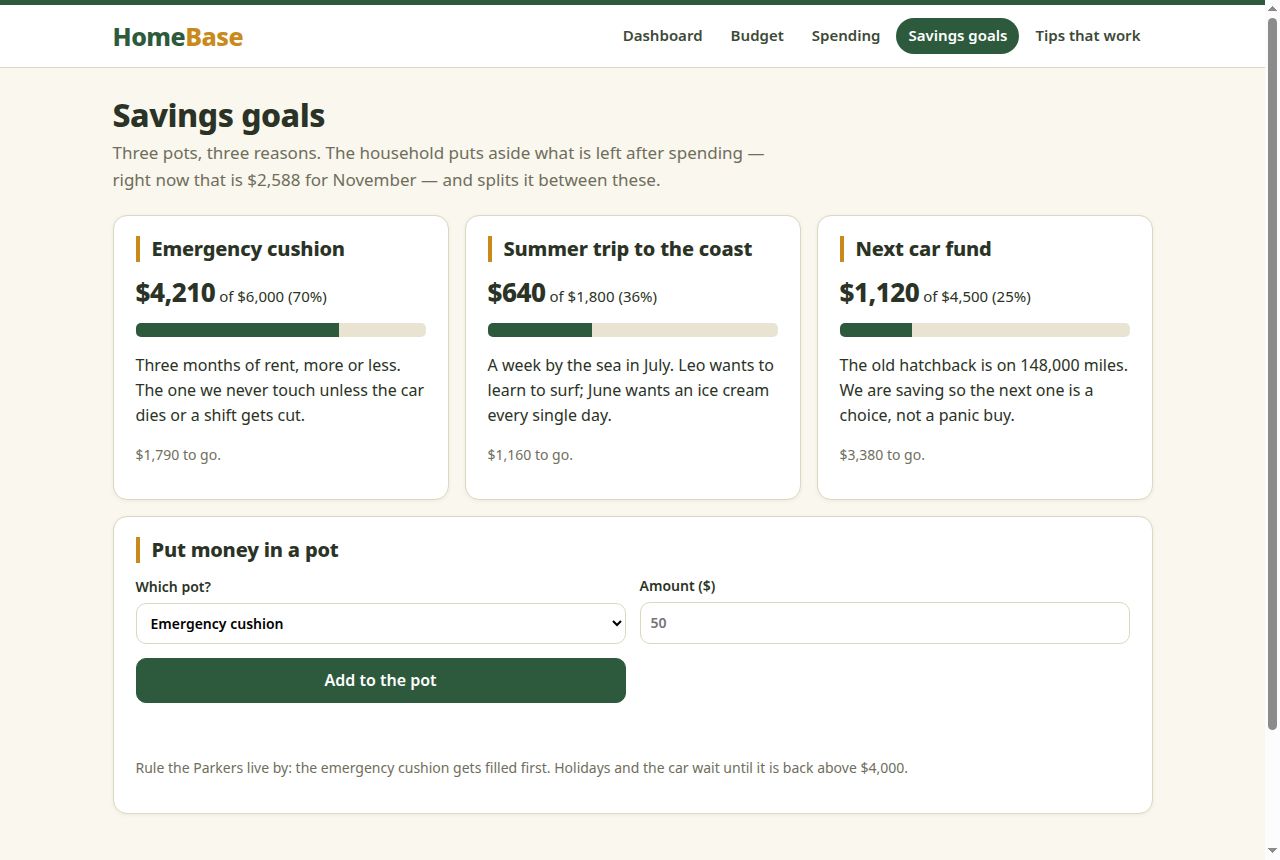 HomeBase
Dashboard Budget Spending Savings goals Tips that work
Savings goals
Three pots, three reasons. The household puts aside what is left after spending —
right now that is $2,588 for November — and splits it between these.
Emergency cushion
$4,210 of $6,000 (70%)
Three months of rent, more or less.
The one we never touch unless the car
dies or a shift gets cut.
$1,790 to go.
Summer trip to the coast
$640 of $1,800 (36%)
A week by the sea in July. Leo wants to
learn to surf; June wants an ice cream
every single day.
$1,160 to go.
Next car fund
$1,120 of $4,500 (25%)
The old hatchback is on 148,000 miles.
We are saving so the next one is a
choice, not a panic buy.
$3,380 to go.
Put money in a pot
Which pot?
Emergency cushion
Amount ($)
50
Add to the pot
Rule the Parkers live by: the emergency cushion gets filled first. Holidays and the car wait until it is back above $4,000.